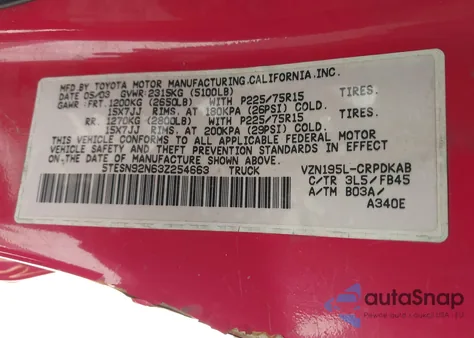 MFD.BY TOYOTA MOTOR MANUFACTURING,CALIFORNIA,INC.
DATE 05/03 GVWR 2315KG (5100LB)
GAWR: FRT. 1200KG (2650LB) WITH P225/75R15 TIRES.
15X7JJ RIMS. AT 180KPA (26PSI) COLD.
RR. 1270KG (2800LB) WITH P225/75R15 TIRES.
15X7JJ RIMS. AT 200KPA (29PSI) COLD.
THIS VEHICLE CONFORMS TO ALL APPLICABLE FEDERAL MOTOR
VEHICLE SAFETY, BUMPER, AND THEFT PREVENTION STANDARDS
IN EFFECT ON THE DATE OF MANUFACTURE SHOWN ABOVE.
5TESN92N63Z254663 TRUCK VZN195L-CRPDKAB
C/TR 3L5/FB45
A/TM B03A/
A340E
autoSnap